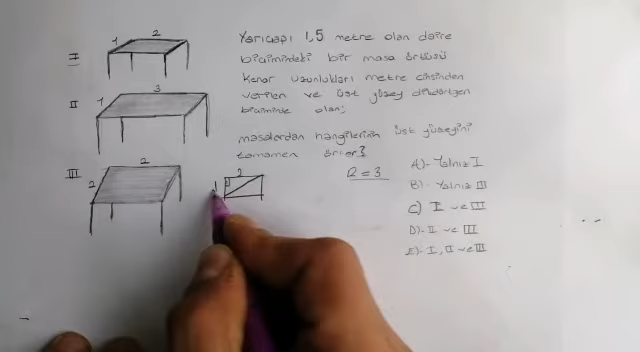 I
1 2
II
1 3
III
2 2
Yarıçapı 1,5 metre olan daire
biçimindeki bir masa örtüsü
Kenar uzunlukları metre cinsinden
verilen ve üst yüzey dikdörtgen
biçiminde olan;
masalardan hangilerinin üst yüzeyini
tamamen örter?
2
1
R = 3
A)- Yalnız I
B)- Yalnız III
C) I ve III
D)- II ve III
E)- I, II ve III